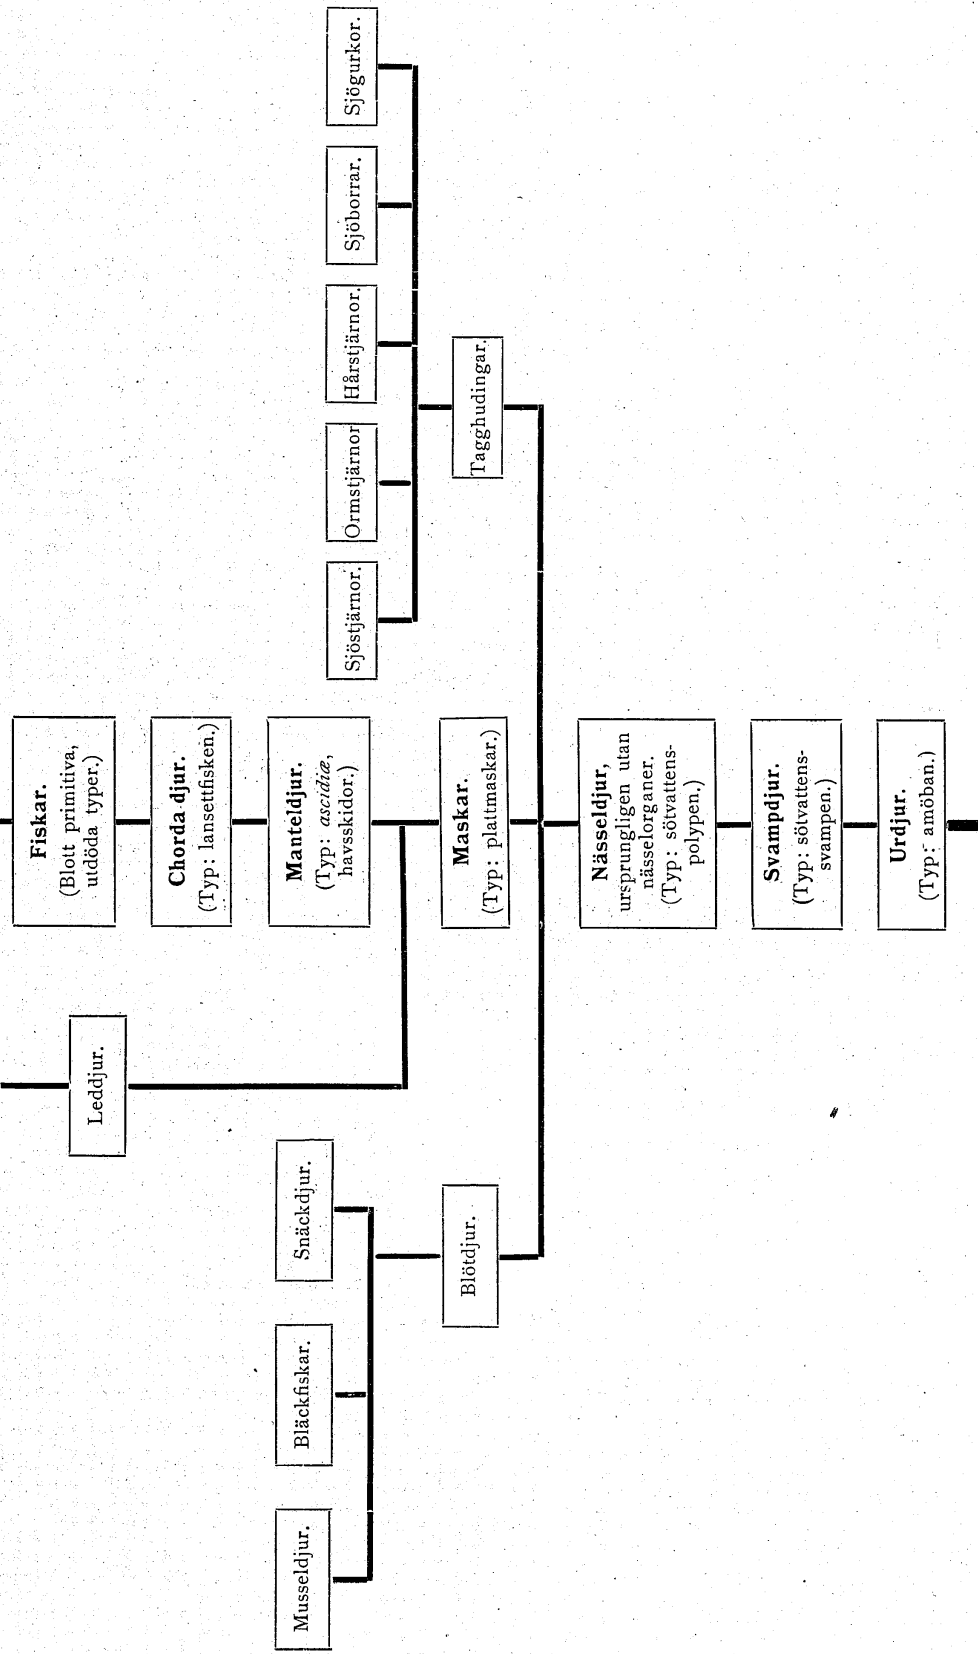 Musseldjur.
Bläckfiskar.
Snäckdjur.
Blötdjur.
Leddjur.
Fiskar.
(Blott primitiva,
utdöda typer.)
Chorda djur.
(Typ: lansettfisken.)
Manteldjur.
(Typ: ascidiæ,
havsskidor.)
Maskar.
(Typ: plattmaskar.)
Nässeldjur,
ursprungligen utan
nässelorganer.
(Typ: sötvattens-
polypen.)
Svampdjur.
(Typ: sötvattens-
svampen.)
Urdjur.
(Typ: amöban.)
Sjöstjärnor.
Ormstjärnor
Hårstjärnor.
Sjöborrar.
Sjögurkor.
Tagghudingar.